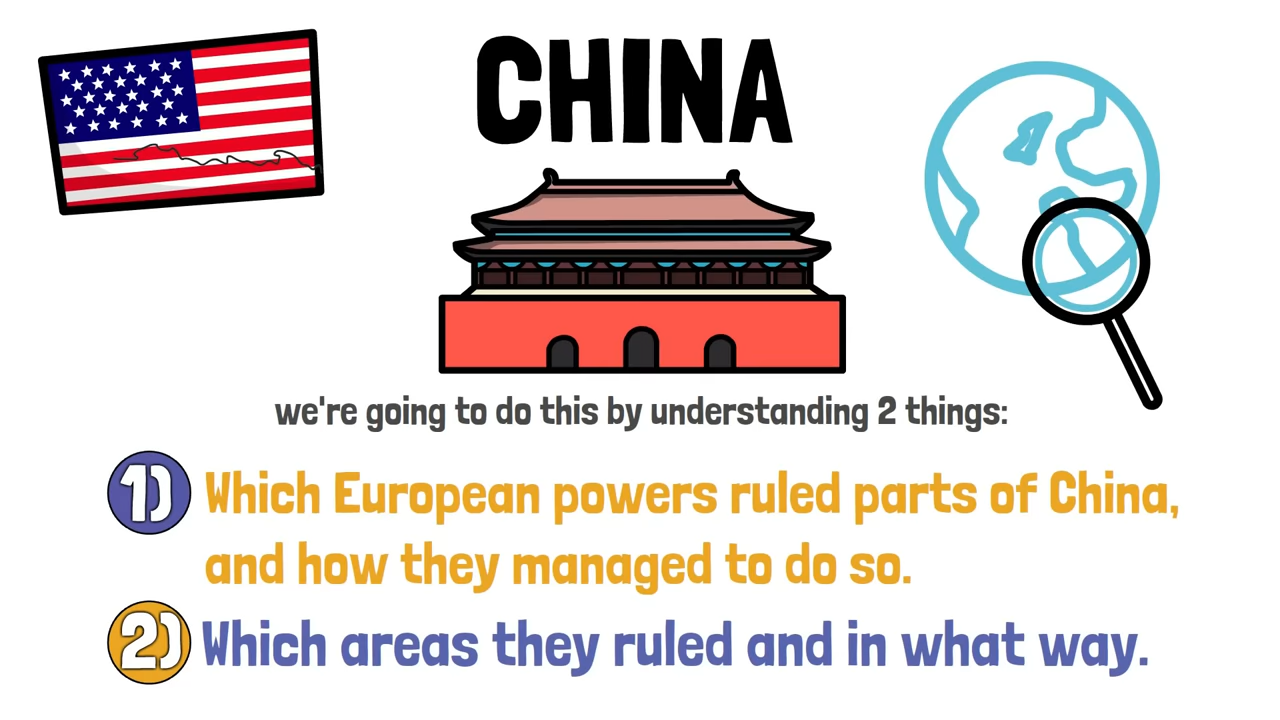 CHINA
we're going to do this by understanding 2 things:
1) Which European powers ruled parts of China,
and how they managed to do so.
2) Which areas they ruled and in what way.